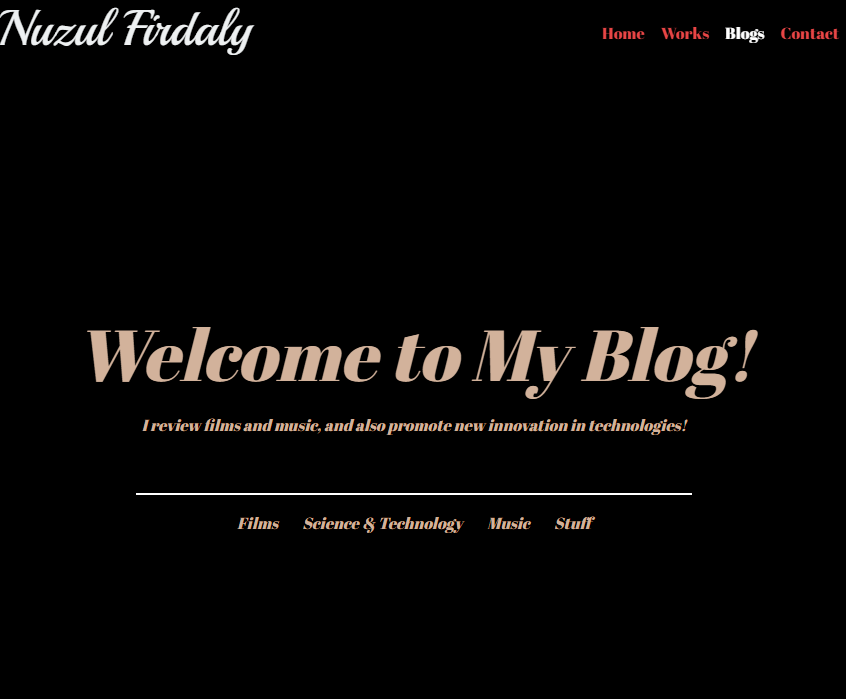 Nuzul Firdaly
Home Works Blogs Contact
Welcome to My Blog!
I review films and music, and also promote new innovation in technologies!
Films Science & Technology Music Stuff